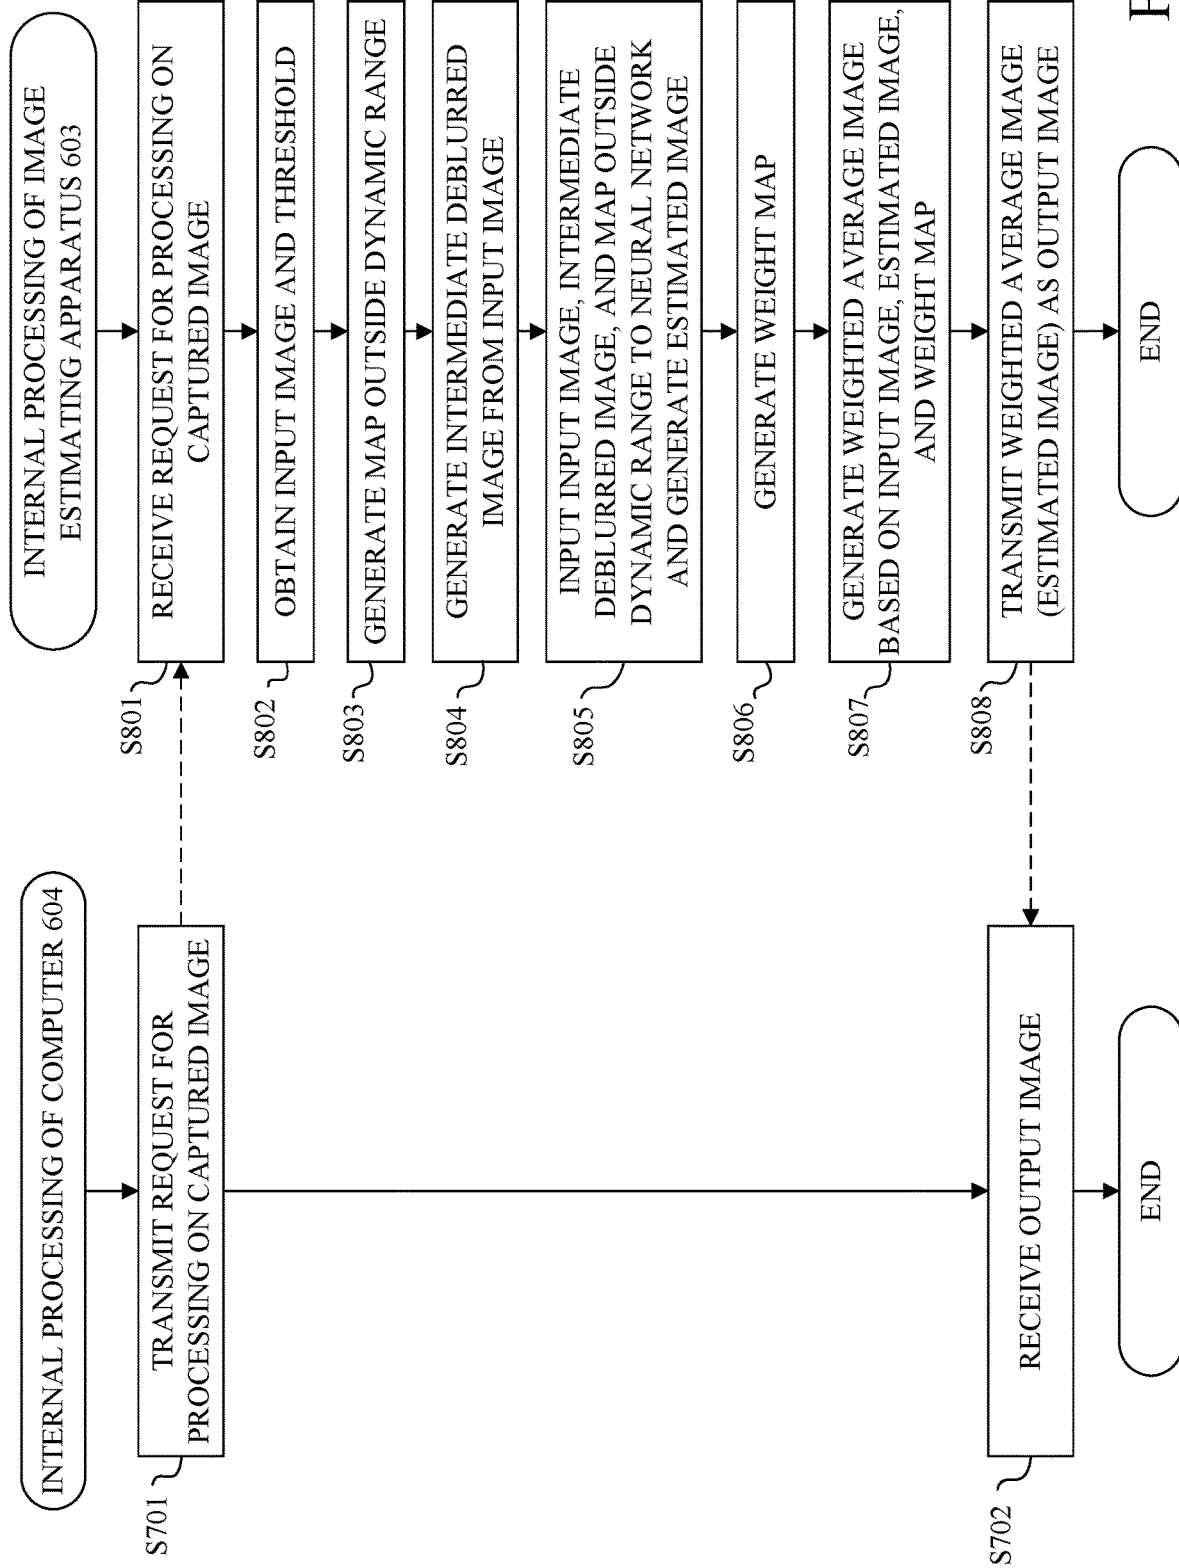 INTERNAL PROCESSING OF COMPUTER 604
S701
TRANSMIT REQUEST FOR
PROCESSING ON CAPTURED IMAGE
S702
RECEIVE OUTPUT IMAGE
END
INTERNAL PROCESSING OF IMAGE
ESTIMATING APPARATUS 603
S801
RECEIVE REQUEST FOR PROCESSING ON
CAPTURED IMAGE
S802
OBTAIN INPUT IMAGE AND THRESHOLD
S803
GENERATE MAP OUTSIDE DYNAMIC RANGE
S804
GENERATE INTERMEDIATE DEBLURRED
IMAGE FROM INPUT IMAGE
S805
INPUT INPUT IMAGE, INTERMEDIATE
DEBLURRED IMAGE, AND MAP OUTSIDE
DYNAMIC RANGE TO NEURAL NETWORK
AND GENERATE ESTIMATED IMAGE
S806
GENERATE WEIGHT MAP
S807
GENERATE WEIGHTED AVERAGE IMAGE
BASED ON INPUT IMAGE, ESTIMATED IMAGE,
AND WEIGHT MAP
S808
TRANSMIT WEIGHTED AVERAGE IMAGE
(ESTIMATED IMAGE) AS OUTPUT IMAGE
END